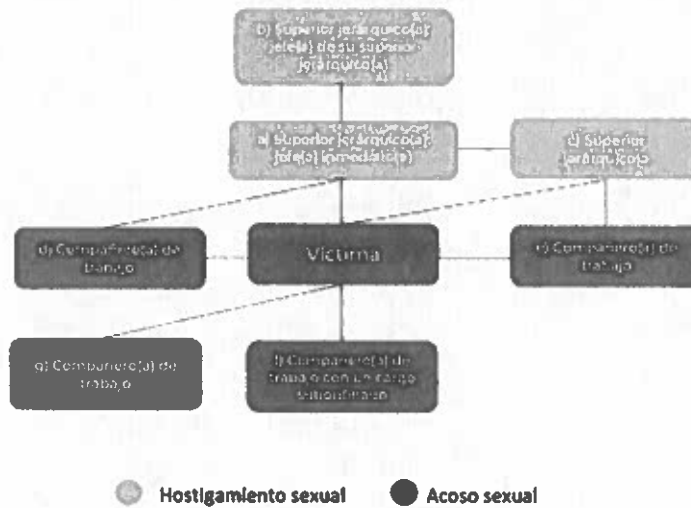 b) Superior jerárquico(a):
jefe(a) de su superior
jerárquico(a)
a) Superior jerárquico(a):
jefe(a) inmediato(a)
c) Superior
jerárquico
d) Compañero(a) de
trabajo
Víctima
e) Compañero(a) de
trabajo
g) Compañero(a) de
trabajo
f) Compañero(a) de
trabajo con un cargo
subordinado
Hostigamiento sexual
Acoso sexual